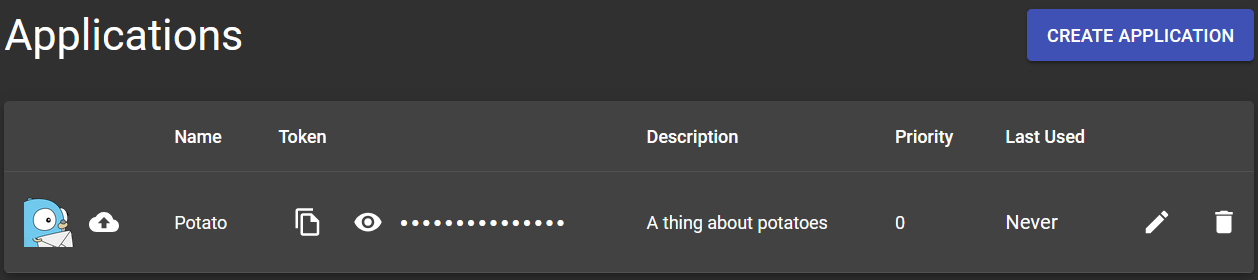 Applications
CREATE APPLICATION
Name Token Description Priority Last Used
Potato ••••••••••••••• A thing about potatoes 0 Never